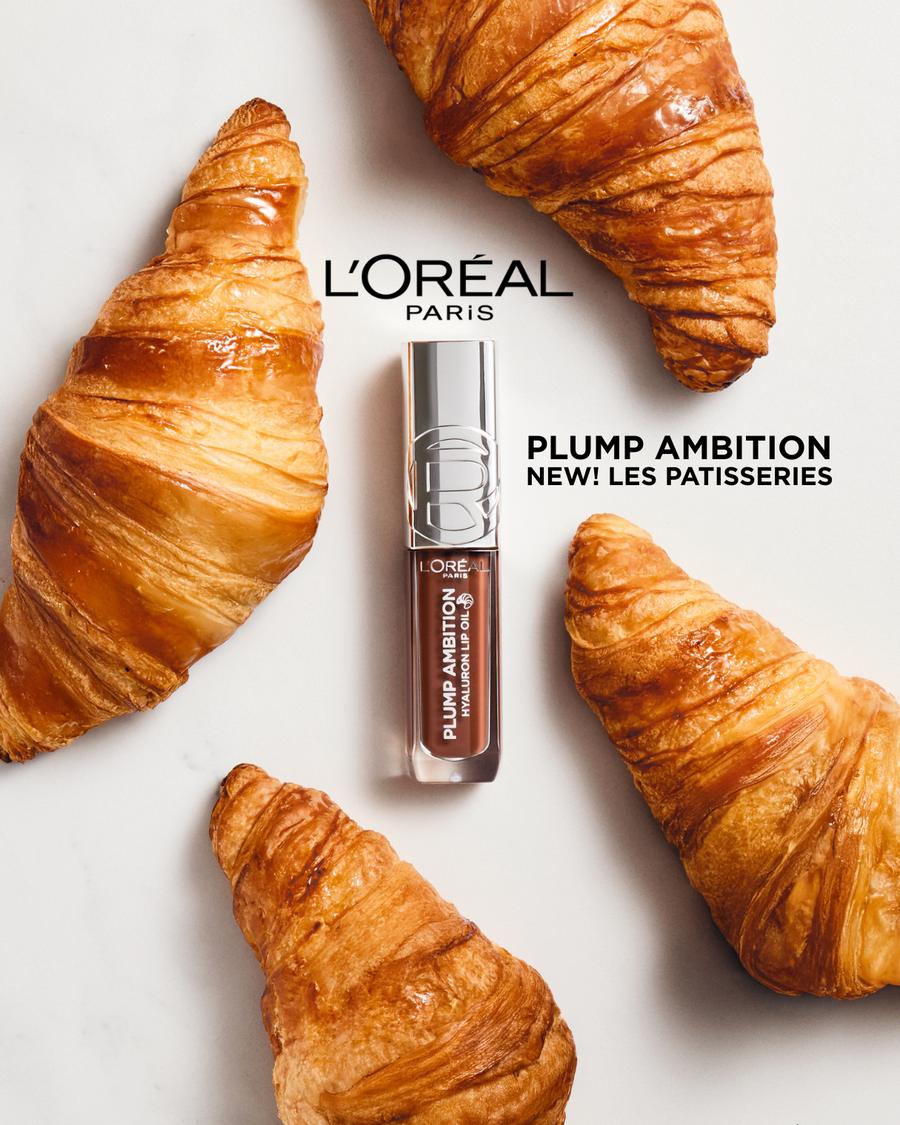 L'ORÉAL
PARIS
PLUMP AMBITION
NEW! LES PATISSERIES
L'ORÉAL
PARIS
PLUMP AMBITION
HYALURON LIP OIL